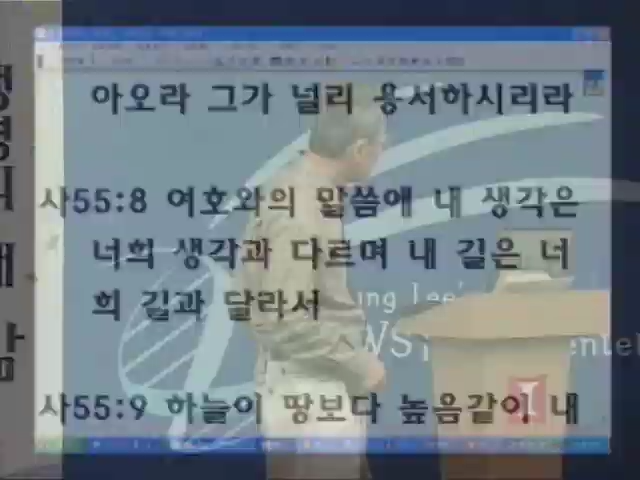 아오라 그가 널리 용서하시리라
사55:8 여호와의 말씀에 내 생각은
너희 생각과 다르며 내 길은 너
희 길과 달라서
사55:9 하늘이 땅보다 높음같이 내
ung Lee's